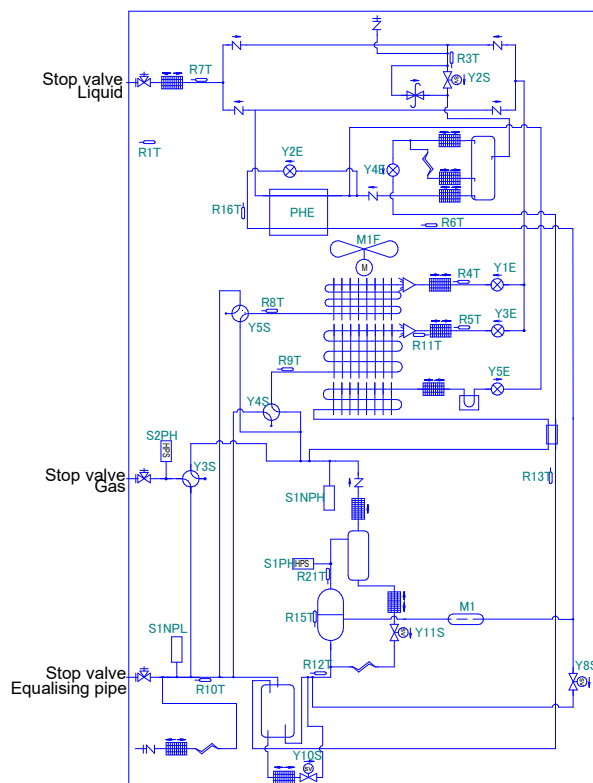 R3T
Stop valve
Liquid
R7T
Y2S
R1T
Y2E
Y4E
R16T
PHE
R6T
M1F
M
R4T
Y1E
R8T
Y5S
R5T
Y3E
R11T
R9T
Y5E
Y4S
S2PH
HPS
Y3S
Stop valve
Gas
R13T
S1NPH
S1PH
HPS
R21T
R15T
M1
Y11S
S1NPL
R12T
Stop valve
Equalising pipe
R10T
Y8S
Y10S
SV